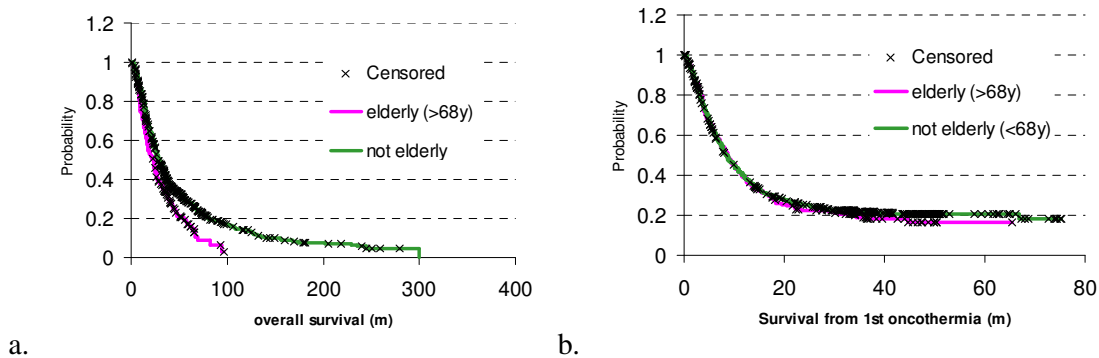 1.2
1
0.8
0.6
0.4
0.2
0
Probability
× Censored
elderly (>68y)
not elderly
0 100 200 300 400
overall survival (m)
a.
1.2
1
0.8
0.6
0.4
0.2
0
Probability
× Censored
elderly (>68y)
not elderly (<68y)
0 20 40 60 80
Survival from 1st oncothermia (m)
b.